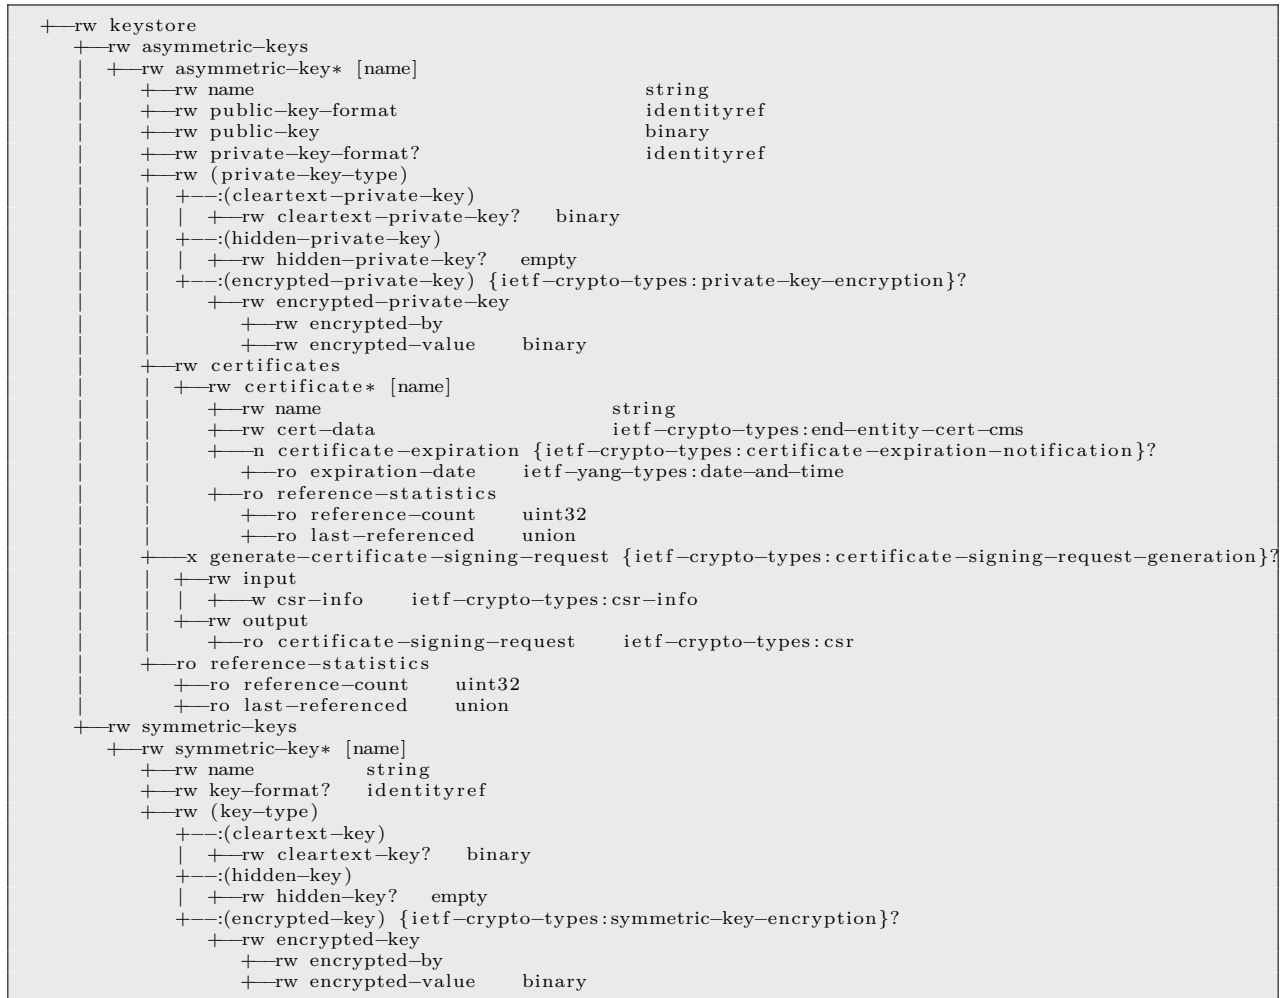 +--rw keystore
   +--rw asymmetric-keys
   |  +--rw asymmetric-key* [name]
   |     +--rw name                                        string
   |     +--rw public-key-format                           identityref
   |     +--rw public-key                                  binary
   |     +--rw private-key-format?                         identityref
   |     +--rw (private-key-type)
   |     |  +--:(cleartext-private-key)
   |     |  |  +--rw cleartext-private-key?   binary
   |     |  +--:(hidden-private-key)
   |     |  |  +--rw hidden-private-key?   empty
   |     |  +--:(encrypted-private-key) {ietf-crypto-types:private-key-encryption}?
   |     |     +--rw encrypted-private-key
   |     |        +--rw encrypted-by
   |     |        +--rw encrypted-value    binary
   |     +--rw certificates
   |     |  +--rw certificate* [name]
   |     |     +--rw name                          string
   |     |     +--rw cert-data                     ietf-crypto-types:end-entity-cert-cms
   |     |     +---n certificate-expiration {ietf-crypto-types:certificate-expiration-notification}?
   |     |     |  +--ro expiration-date    ietf-yang-types:date-and-time
   |     |     +--ro reference-statistics
   |     |        +--ro reference-count    uint32
   |     |        +--ro last-referenced    union
   |     +---x generate-certificate-signing-request {ietf-crypto-types:certificate-signing-request-generation}?
   |     |  +--rw input
   |     |  |  +---w csr-info    ietf-crypto-types:csr-info
   |     |  +--rw output
   |     |     +--ro certificate-signing-request    ietf-crypto-types:csr
   |     +--ro reference-statistics
   |        +--ro reference-count    uint32
   |        +--ro last-referenced    union
   +--rw symmetric-keys
      +--rw symmetric-key* [name]
         +--rw name           string
         +--rw key-format?    identityref
         +--rw (key-type)
            +--:(cleartext-key)
            |  +--rw cleartext-key?   binary
            +--:(hidden-key)
            |  +--rw hidden-key?   empty
            +--:(encrypted-key) {ietf-crypto-types:symmetric-key-encryption}?
               +--rw encrypted-key
                  +--rw encrypted-by
                  +--rw encrypted-value    binary